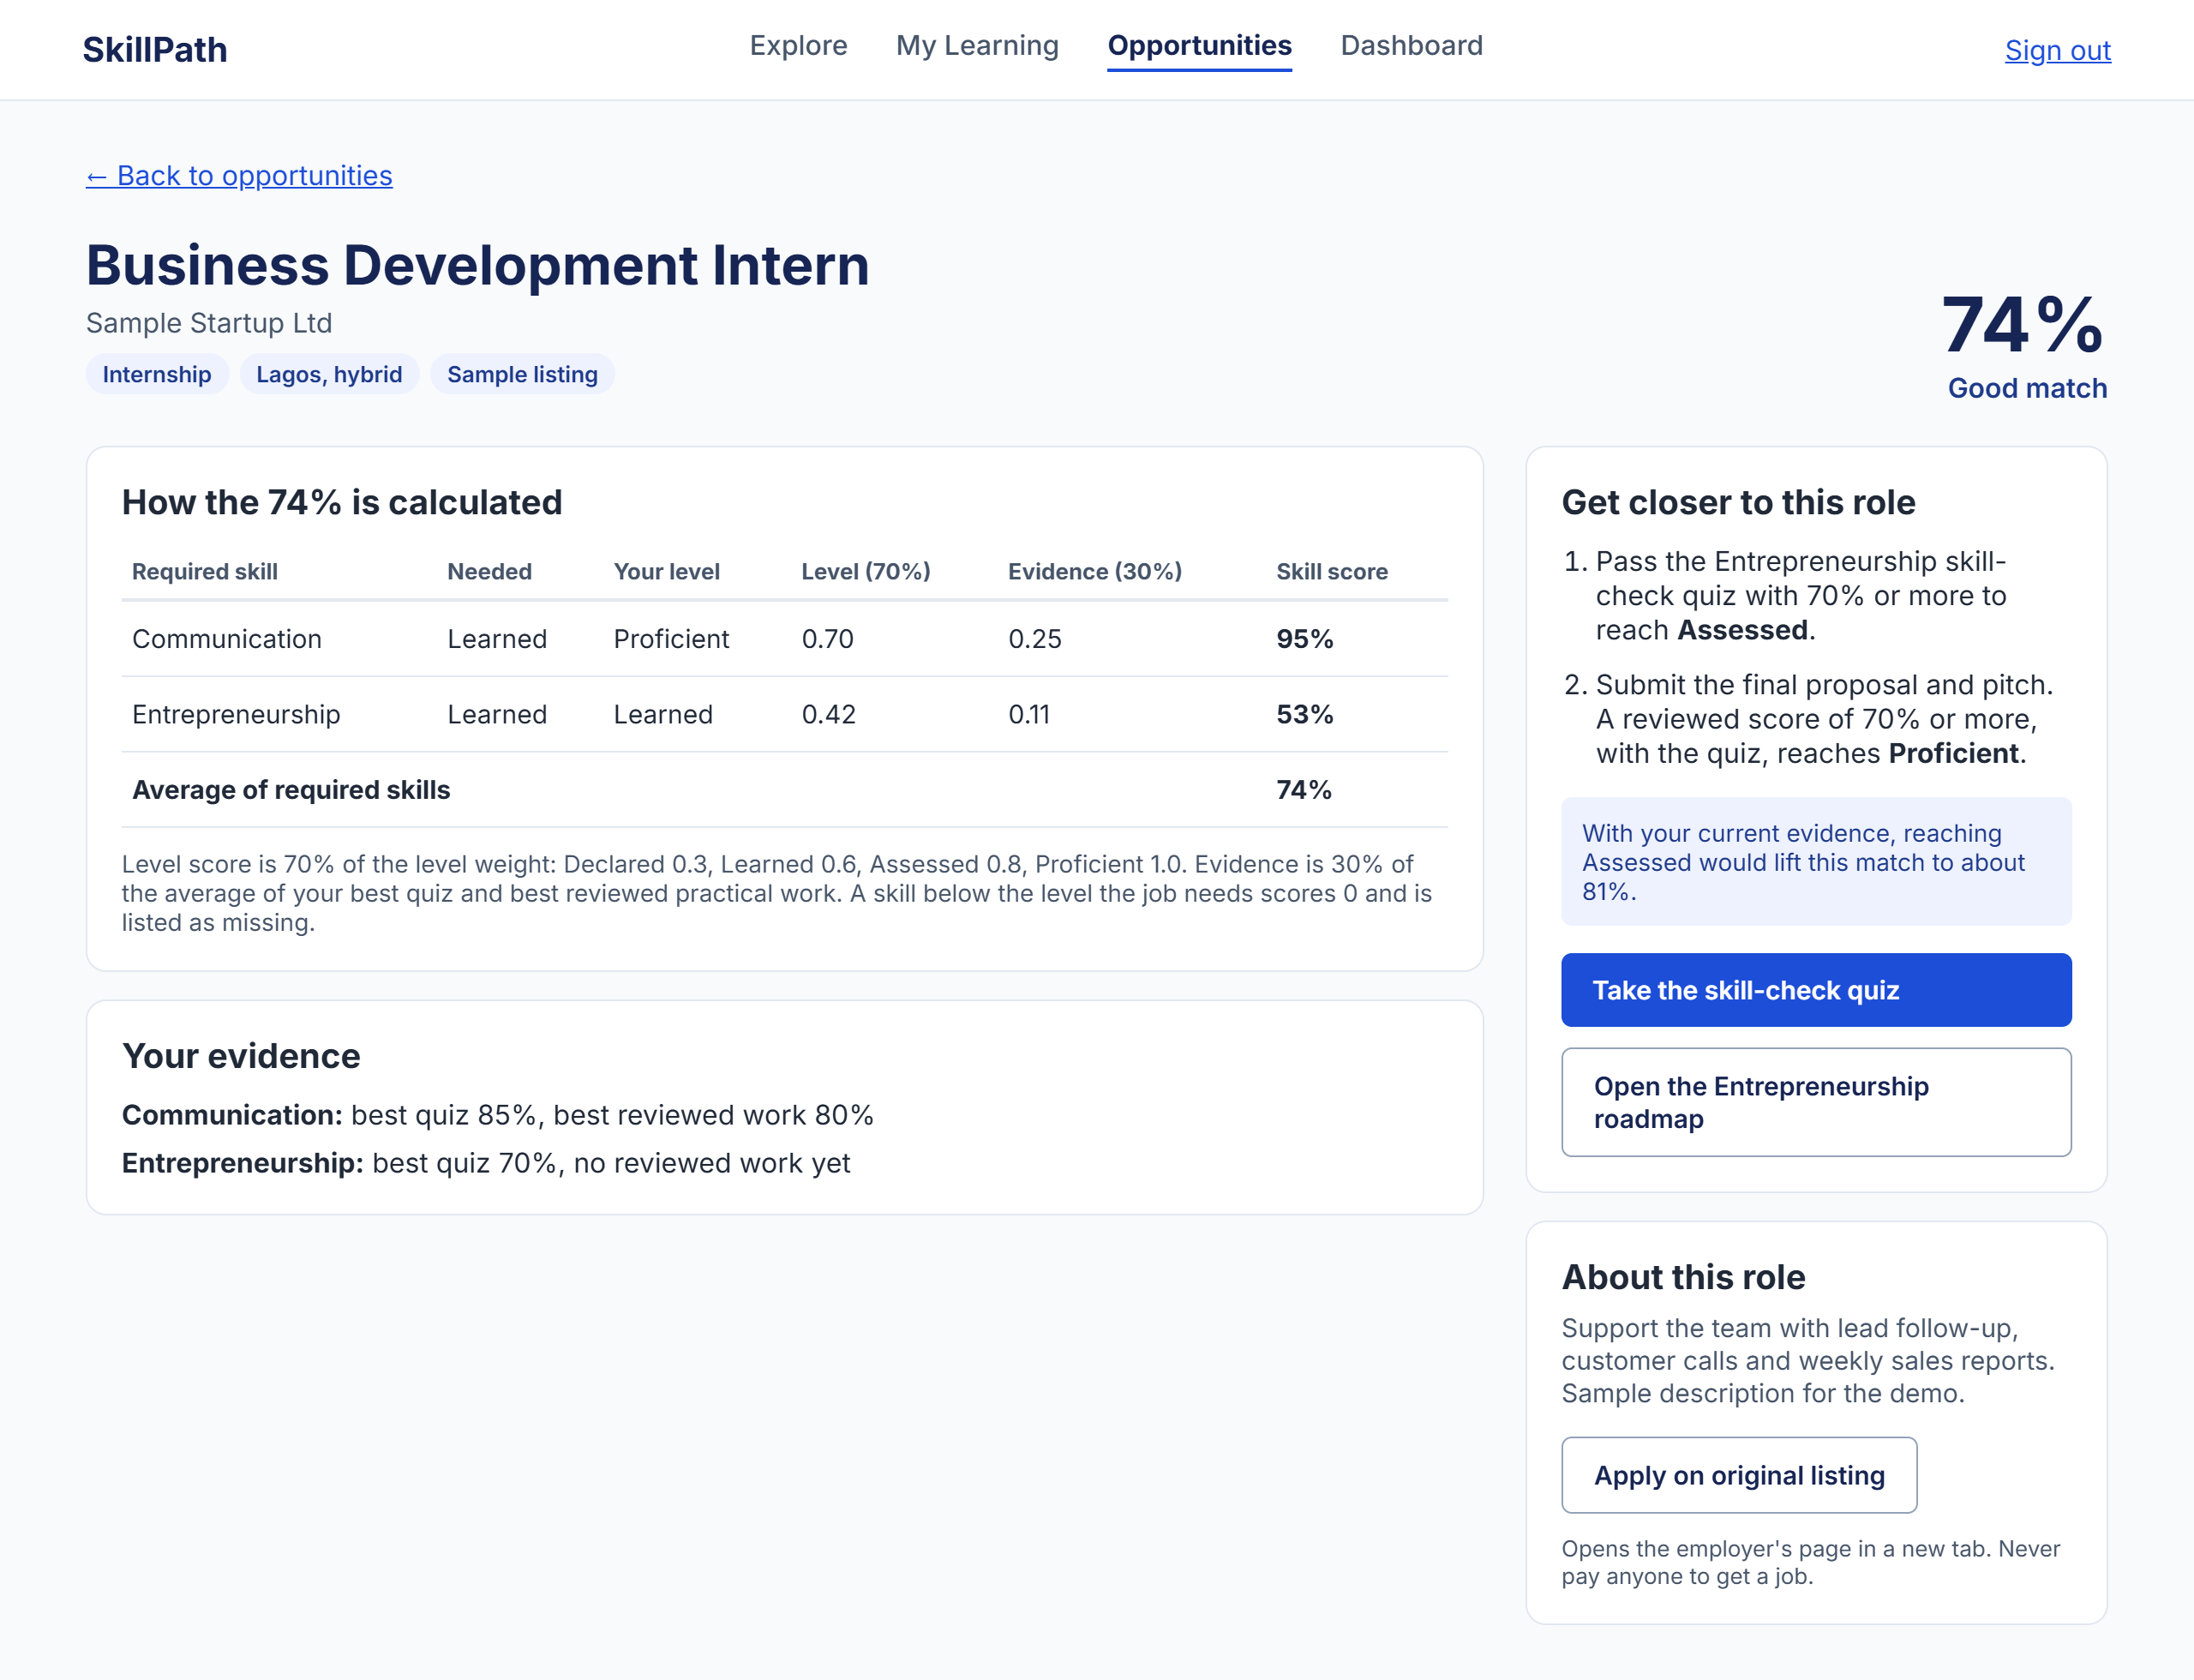 SkillPath
Explore
My Learning
Opportunities
Dashboard
Sign out
← Back to opportunities
Business Development Intern
Sample Startup Ltd
Internship
Lagos, hybrid
Sample listing
74%
Good match
How the 74% is calculated
Required skill Needed Your level Level (70%) Evidence (30%) Skill score
Communication Learned Proficient 0.70 0.25 95%
Entrepreneurship Learned Learned 0.42 0.11 53%
Average of required skills 74%
Level score is 70% of the level weight: Declared 0.3, Learned 0.6, Assessed 0.8, Proficient 1.0. Evidence is 30% of
the average of your best quiz and best reviewed practical work. A skill below the level the job needs scores 0 and is
listed as missing.
Your evidence
Communication: best quiz 85%, best reviewed work 80%
Entrepreneurship: best quiz 70%, no reviewed work yet
Get closer to this role
1. Pass the Entrepreneurship skill-
check quiz with 70% or more to
reach Assessed.
2. Submit the final proposal and pitch.
A reviewed score of 70% or more,
with the quiz, reaches Proficient.
With your current evidence, reaching
Assessed would lift this match to about
81%.
Take the skill-check quiz
Open the Entrepreneurship
roadmap
About this role
Support the team with lead follow-up,
customer calls and weekly sales reports.
Sample description for the demo.
Apply on original listing
Opens the employer's page in a new tab. Never
pay anyone to get a job.